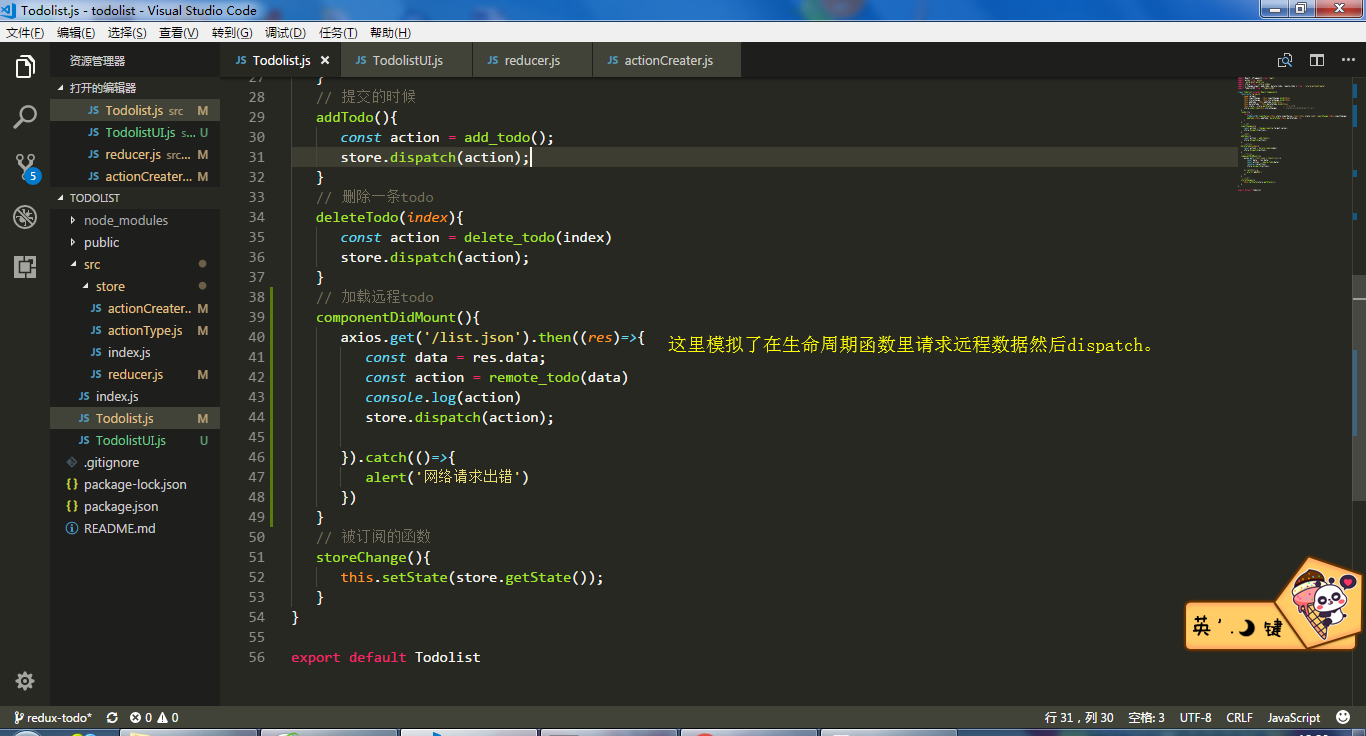 Todolist.js - todolist - Visual Studio Code
文件(F) 编辑(E) 选择(S) 查看(V) 转到(G) 调试(D) 任务(T) 帮助(H)
资源管理器
JS Todolist.js ×
JS TodolistUI.js
JS reducer.js
JS actionCreater.js
打开的编辑器
JS Todolist.js src M
JS TodolistUI.js s... U
JS reducer.js src... M
JS actionCreater... M
5
TODOLIST
node_modules
public
src
store
JS actionCreater.. M
JS actionType.js M
JS index.js
JS reducer.js M
JS index.js
JS Todolist.js M
JS TodolistUI.js U
.gitignore
{} package-lock.json
{} package.json
README.md
27 }
28 // 提交的时候
29 addTodo(){
30 const action = add_todo();
31 store.dispatch(action);
32 }
33 // 删除一条todo
34 deleteTodo(index){
35 const action = delete_todo(index)
36 store.dispatch(action);
37 }
38 // 加载远程todo
39 componentDidMount(){
40 axios.get('/list.json').then((res)=>{
这里模拟了在生命周期函数里请求远程数据然后dispatch。
41 const data = res.data;
42 const action = remote_todo(data)
43 console.log(action)
44 store.dispatch(action);
45
46 }).catch(()=>{
47 alert('网络请求出错')
48 })
49 }
50 // 被订阅的函数
51 storeChange(){
52 this.setState(store.getState());
53 }
54 }
55
56 export default Todolist
英 ' . 键
redux-todo* 0 0 行 31，列 30 空格: 3 UTF-8 CRLF JavaScript